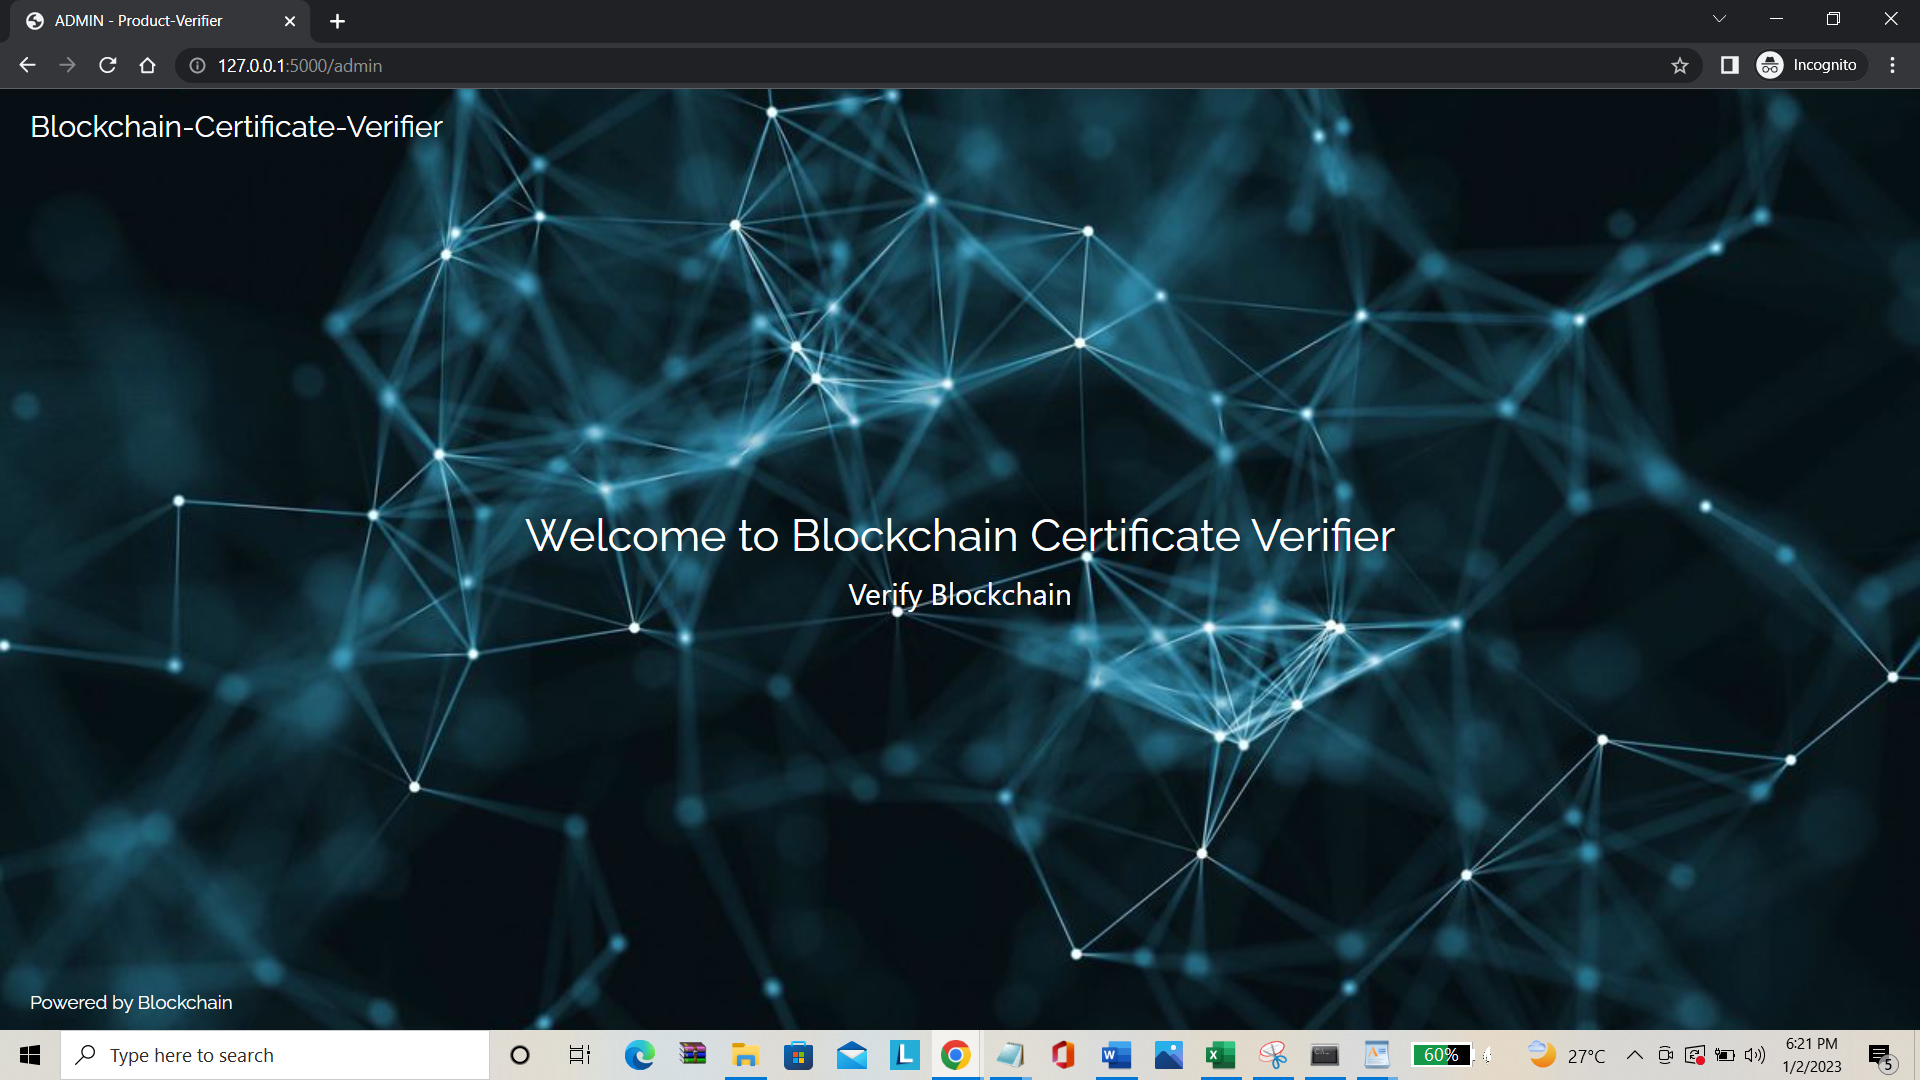 ADMIN - Product-Verifier
127.0.0.1:5000/admin
Incognito
Blockchain-Certificate-Verifier
Welcome to Blockchain Certificate Verifier
Verify Blockchain
Powered by Blockchain
Type here to search
60%
27°C
6:21 PM
1/2/2023
5